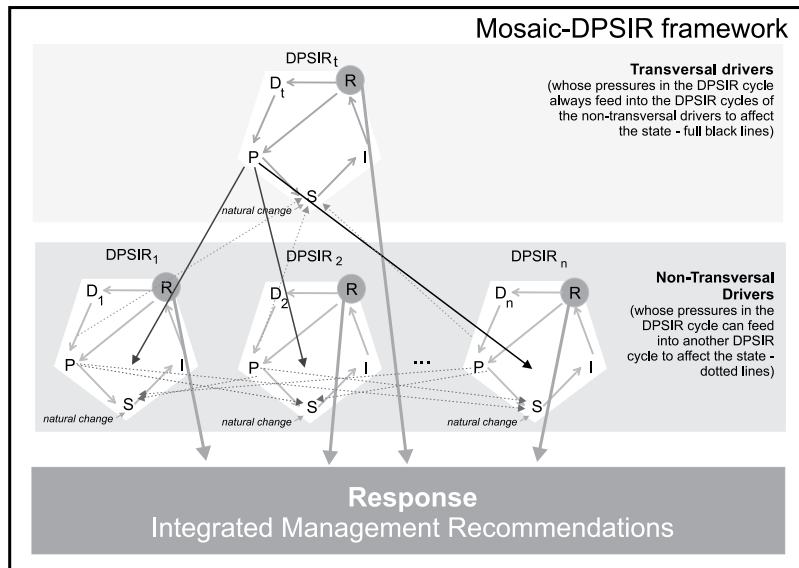 Mosaic-DPSIR framework
DPSIRt
Transversal drivers
(whose pressures in the DPSIR cycle
always feed into the DPSIR cycles of
the non-transversal drivers to affect
the state - full black lines)
Dt
R
P
I
S
natural change
DPSIR1
DPSIR2
DPSIRn
Non-Transversal
Drivers
(whose pressures in the
DPSIR cycle can feed
into another DPSIR
cycle to affect the state -
dotted lines)
D1
R
D2
R
Dn
R
P
I
P
I
...
P
I
S
S
S
natural change
natural change
natural change
Response
Integrated Management Recommendations